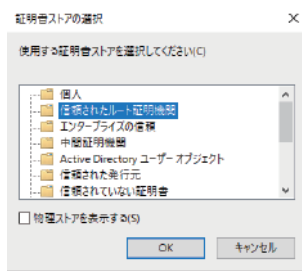 証明書ストアの選択
使用する証明書ストアを選択してください(C)
個人
信頼されたルート証明機関
エンタープライズの信頼
中間証明機関
Active Directory ユーザー オブジェクト
信頼された発行元
信頼されていない証明書
物理ストアを表示する(S)
OK
キャンセル